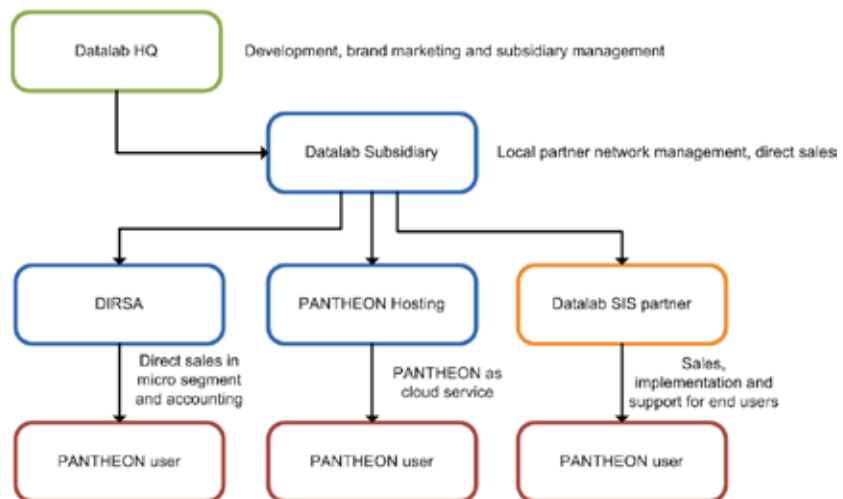 Datalab HQ
Development, brand marketing and subsidiary management
Datalab Subsidiary
Local partner network management, direct sales
DIRSA
PANTHEON Hosting
Datalab SIS partner
Direct sales in
micro segment
and accounting
PANTHEON as
cloud service
Sales,
implementation and
support for end users
PANTHEON user
PANTHEON user
PANTHEON user